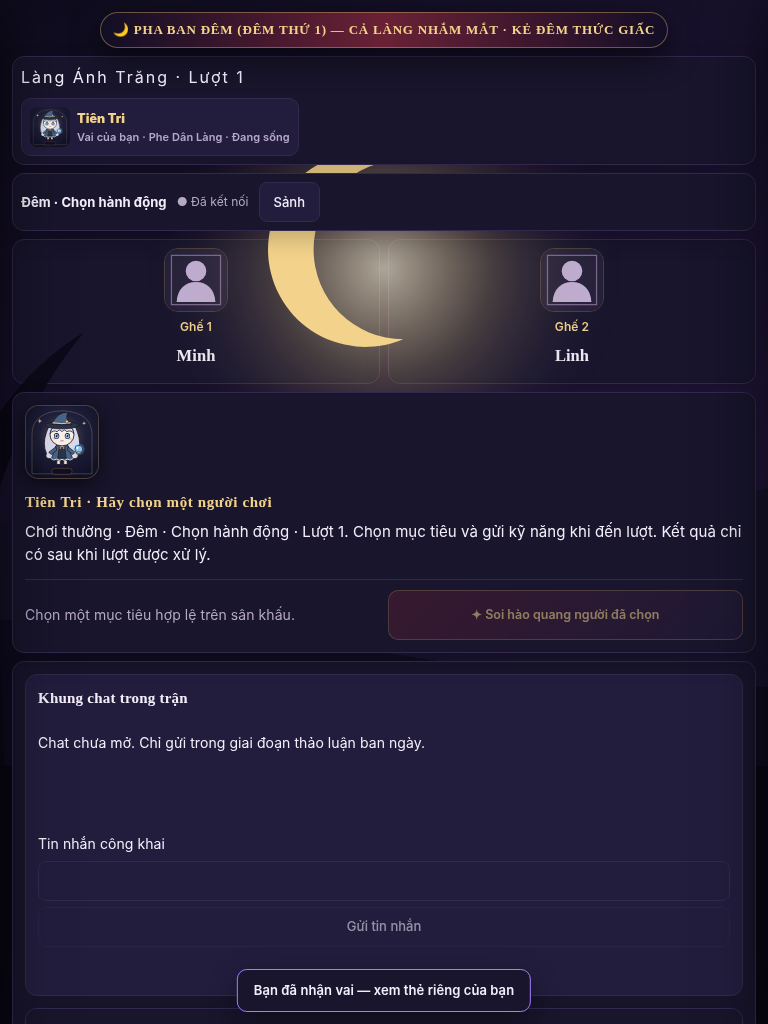 🌙 PHA BAN ĐÊM (ĐÊM THỨ 1) — CẢ LÀNG NHẮM MẮT · KẺ ĐÊM THỨC GIẤC
Làng Ánh Trăng · Lượt 1
Tiên Tri
Vai của bạn · Phe Dân Làng · Đang sống
Đêm · Chọn hành động
Đã kết nối
Sảnh
Ghế 1
Minh
Ghế 2
Linh
Tiên Tri · Hãy chọn một người chơi
Chơi thường · Đêm · Chọn hành động · Lượt 1. Chọn mục tiêu và gửi kỹ năng khi đến lượt. Kết quả chỉ
có sau khi lượt được xử lý.
Chọn một mục tiêu hợp lệ trên sân khấu.
✦ Soi hào quang người đã chọn
Khung chat trong trận
Chat chưa mở. Chỉ gửi trong giai đoạn thảo luận ban ngày.
Tin nhắn công khai
Gửi tin nhắn
Bạn đã nhận vai — xem thẻ riêng của bạn